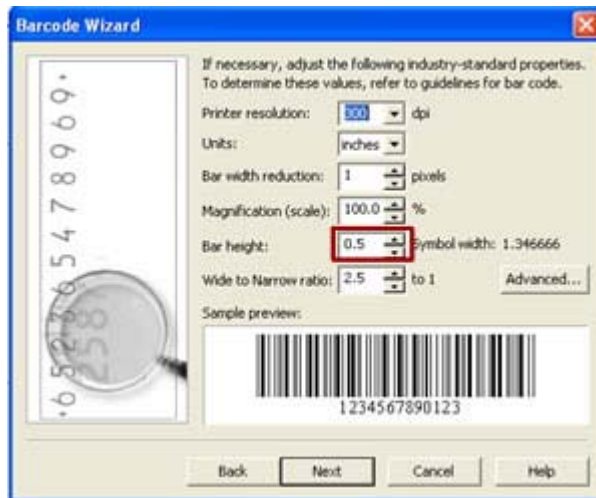 Barcode Wizard
If necessary, adjust the following industry-standard properties.
To determine these values, refer to guidelines for bar code.
Printer resolution: 300 dpi
Units: inches
Bar width reduction: 1 pixels
Magnification (scale): 100.0 %
Bar height: 0.5 Symbol width: 1.346666
Wide to Narrow ratio: 2.5 to 1 Advanced...
Sample preview:
1234567890123
Back Next Cancel Help